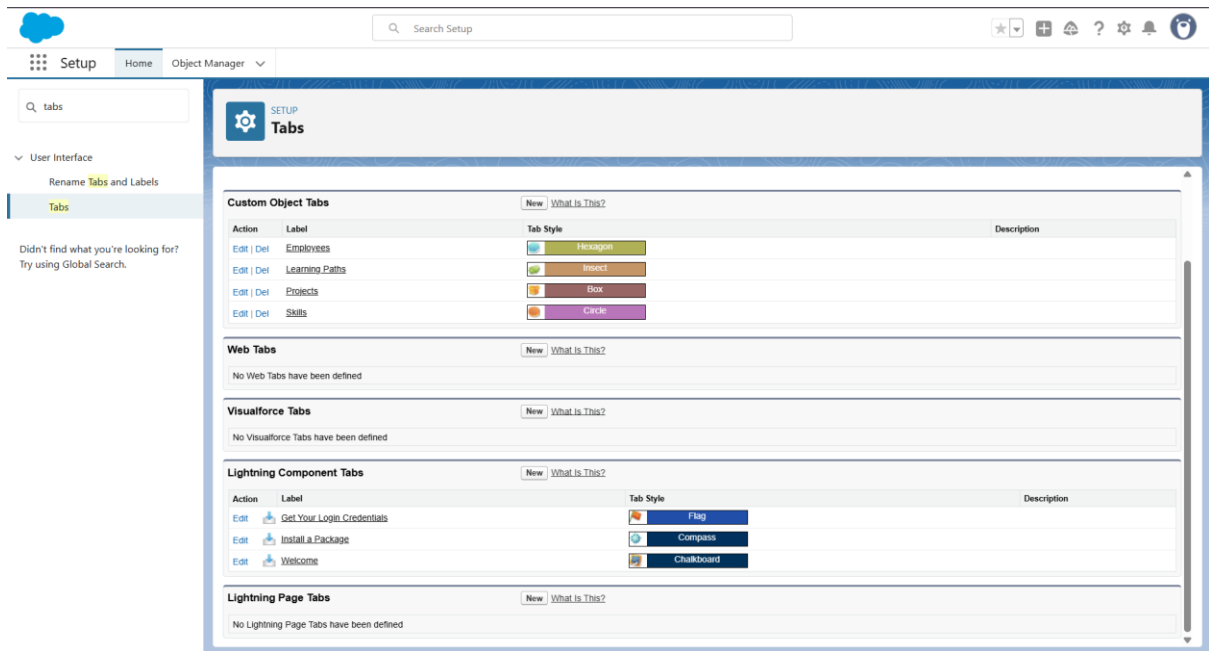 Search Setup
Setup Home Object Manager
tabs
SETUP
Tabs
User Interface
Rename Tabs and Labels
Tabs
Didn't find what you're looking for?
Try using Global Search.
Custom Object Tabs New What Is This?
Action Label Tab Style Description
Edit | Del Employees Hexagon
Edit | Del Learning Paths Insect
Edit | Del Projects Box
Edit | Del Skills Circle
Web Tabs New What Is This?
No Web Tabs have been defined
Visualforce Tabs New What Is This?
No Visualforce Tabs have been defined
Lightning Component Tabs New What Is This?
Action Label Tab Style Description
Edit Get Your Login Credentials Flag
Edit Install a Package Compass
Edit Welcome Chalkboard
Lightning Page Tabs New What Is This?
No Lightning Page Tabs have been defined